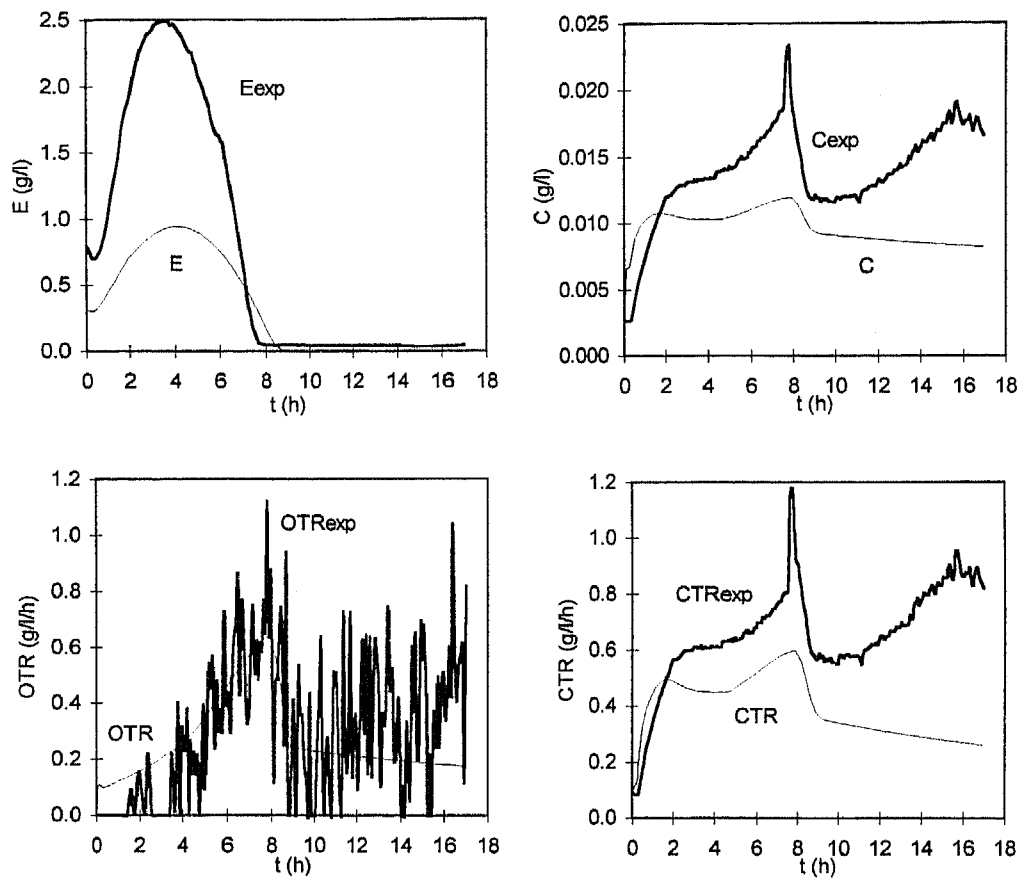 2.5
2.0
1.5
1.0
0.5
0.0
E (g/l)
Eexp
E
0 2 4 6 8 10 12 14 16 18
t (h)
0.025
0.020
0.015
0.010
0.005
0.000
C (g/l)
Cexp
C
0 2 4 6 8 10 12 14 16 18
t (h)
1.2
1.0
0.8
0.6
0.4
0.2
0.0
OTR (g/l/h)
OTRexp
OTR
0 2 4 6 8 10 12 14 16 18
t (h)
1.2
1.0
0.8
0.6
0.4
0.2
0.0
CTR (g/l/h)
CTRexp
CTR
0 2 4 6 8 10 12 14 16 18
t (h)